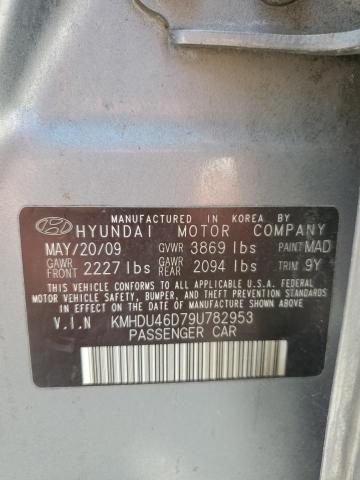 MANUFACTURED IN KOREA BY
HYUNDAI MOTOR COMPANY
MAY/20/09 GVWR 3869 lbs PAINT MAD
GAWR FRONT 2227 lbs GAWR REAR 2094 lbs TRIM 9Y
THIS VEHICLE CONFORMS TO ALL APPLICABLE U.S.A. FEDERAL
MOTOR VEHICLE SAFETY, BUMPER, AND THEFT PREVENTION
STANDARDS IN EFFECT ON THE DATE OF MANUFACTURE SHOWN ABOVE.
V.I.N KMHDU46D79U782953
PASSENGER CAR